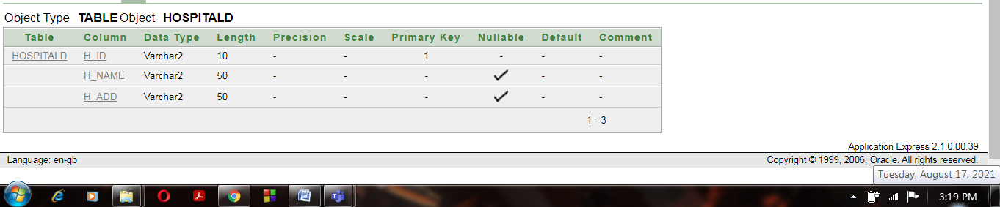 Object Type TABLE Object HOSPITALD
Table Column Data Type Length Precision Scale Primary Key Nullable Default Comment
HOSPITALD H_ID Varchar2 10 - - 1 - - -
H_NAME Varchar2 50 - - - ✓ - -
H_ADD Varchar2 50 - - - ✓ - -
1 - 3
Application Express 2.1.0.00.39
Language: en-gb Copyright © 1999, 2006, Oracle. All rights reserved.
Tuesday, August 17, 2021
3:19 PM